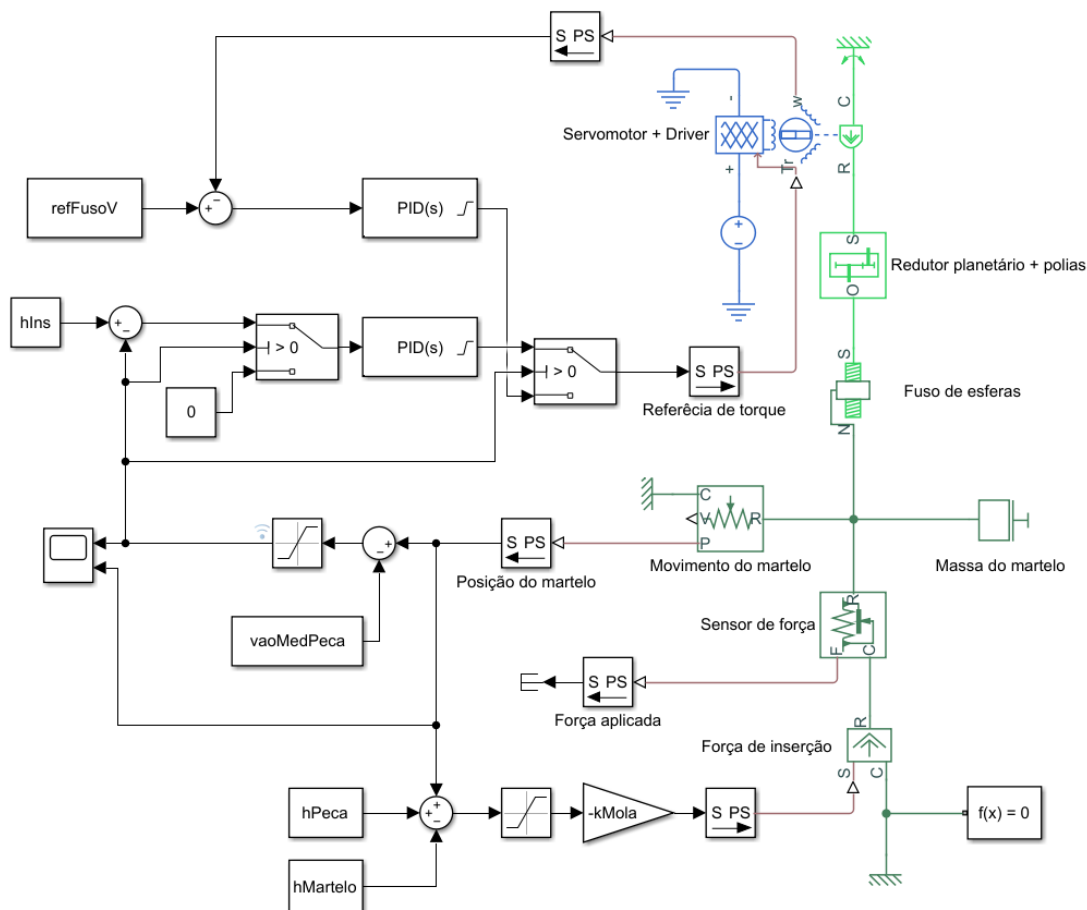 S PS
C
w
-
Servomotor + Driver
R
+
Tr
refFusoV
+
−
PID(s)
+
−
S
Redutor planetário + polias
O
hIns
+
−
> 0
PID(s)
0
> 0
S PS
Referêcia de torque
S
Fuso de esferas
N
C
V
R
P
S PS
Movimento do martelo
Massa do martelo
Posição do martelo
−
+
vaoMedPeca
Sensor de força
R
F
C
S PS
Força aplicada
R
Força de inserção
S
C
hPeca
+
+
−
-kMola
S PS
f(x) = 0
hMartelo